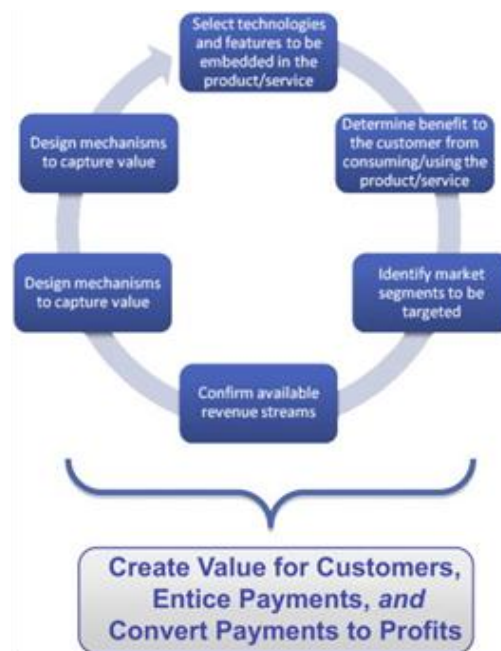 Select technologies
and features to be
embedded in the
product/service
Determine benefit to
the customer from
consuming/using the
product/service
Identify market
segments to be
targeted
Confirm available
revenue streams
Design mechanisms
to capture value
Design mechanisms
to capture value
Create Value for Customers,
Entice Payments, and
Convert Payments to Profits